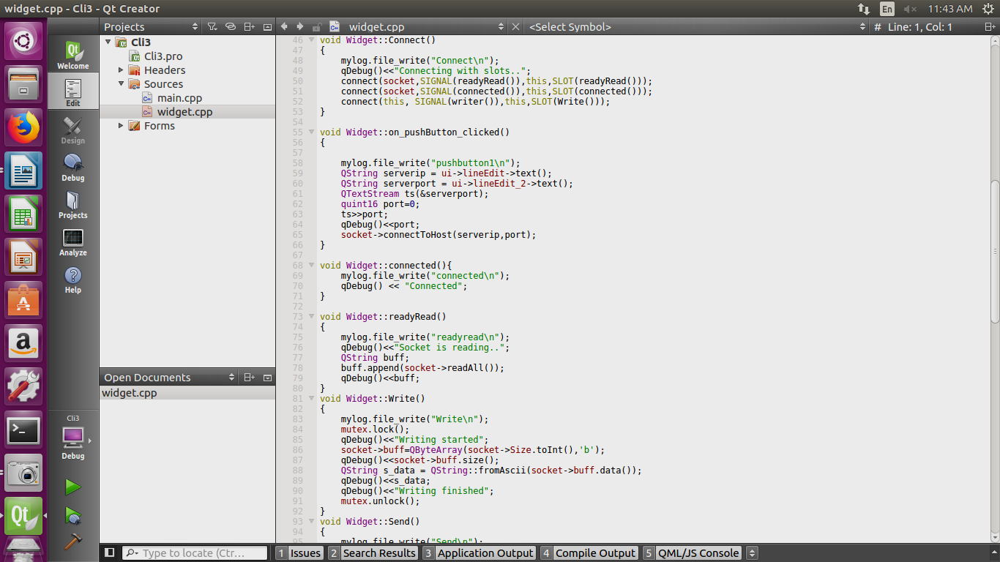 widget.cpp - Cli3 - Qt Creator
En
11:43 AM
Projects
widget.cpp
<Select Symbol>
# Line: 1, Col: 1
Welcome
Edit
Design
Debug
Projects
Analyze
Help
Cli3
Debug
Cli3
Cli3.pro
Headers
Sources
main.cpp
widget.cpp
Forms
Open Documents
widget.cpp
46 void Widget::Connect()
47 {
48 mylog.file_write("Connect\n");
49 qDebug()<<"Connecting with slots..";
50 connect(socket,SIGNAL(readyRead()),this,SLOT(readyRead()));
51 connect(socket,SIGNAL(connected()),this,SLOT(connected()));
52 connect(this, SIGNAL(writer()),this,SLOT(Write()));
53 }
54
55 void Widget::on_pushButton_clicked()
56 {
57
58 mylog.file_write("pushbutton1\n");
59 QString serverip = ui->lineEdit->text();
60 QString serverport = ui->lineEdit_2->text();
61 QTextStream ts(&serverport);
62 quint16 port=0;
63 ts>>port;
64 qDebug()<<port;
65 socket->connectToHost(serverip,port);
66 }
67
68 void Widget::connected(){
69 mylog.file_write("connected\n");
70 qDebug() << "Connected";
71 }
72
73 void Widget::readyRead()
74 {
75 mylog.file_write("readyread\n");
76 qDebug()<<"Socket is reading..";
77 QString buff;
78 buff.append(socket->readAll());
79 qDebug()<<buff;
80 }
81 void Widget::Write()
82 {
83 mylog.file_write("Write\n");
84 mutex.lock();
85 qDebug()<<"Writing started";
86 socket->buff=QByteArray(socket->Size.toInt(),'b');
87 qDebug()<<socket->buff.size();
88 QString s_data = QString::fromAscii(socket->buff.data());
89 qDebug()<<s_data;
90 qDebug()<<"Writing finished";
91 mutex.unlock();
92 }
93 void Widget::Send()
94 {
95 mylog.file_write("Send\n");
Type to locate (Ctr...
1 Issues
2 Search Results
3 Application Output
4 Compile Output
5 QML/JS Console